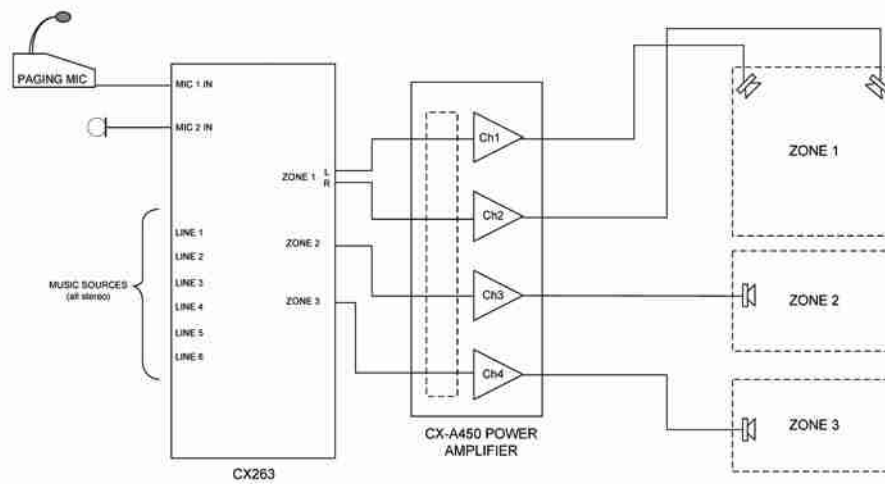 PAGING MIC
MIC 1 IN
MIC 2 IN
ZONE 1
L
R
ZONE 2
ZONE 3
LINE 1
LINE 2
LINE 3
LINE 4
LINE 5
LINE 6
MUSIC SOURCES
(all stereo)
CX263
Ch1
Ch2
Ch3
Ch4
CX-A450 POWER
AMPLIFIER
ZONE 1
ZONE 2
ZONE 3